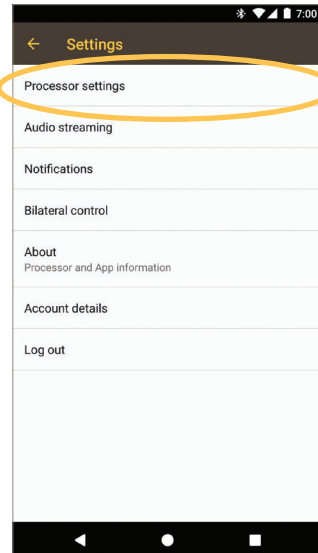 7:00
Settings
Processor settings
Audio streaming
Notifications
Bilateral control
About
Processor and App information
Account details
Log out